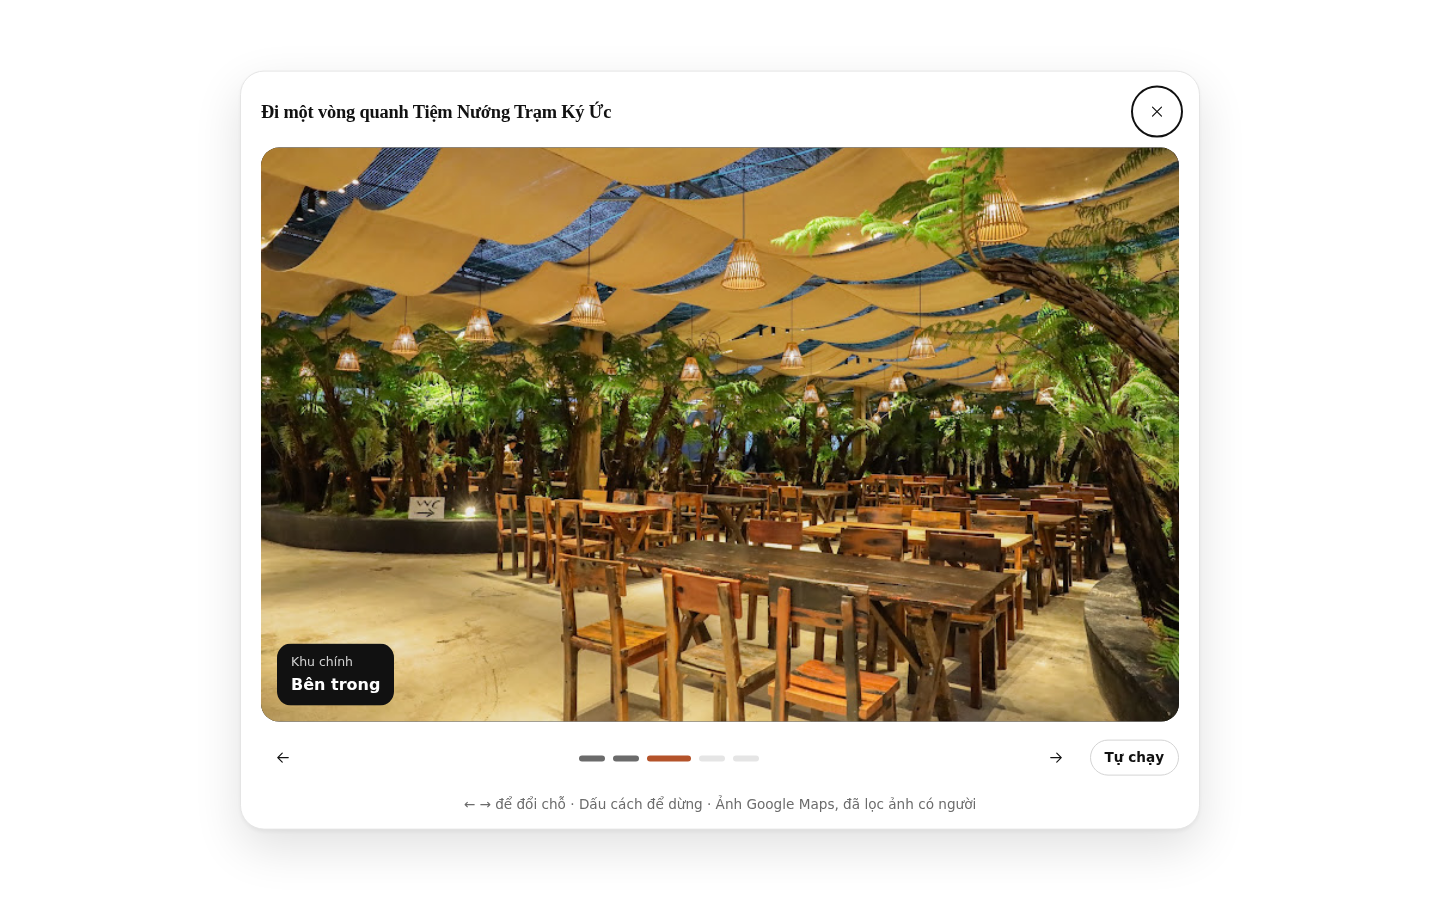 Đi một vòng quanh Tiệm Nướng Trạm Ký Ức
WC
→
Khu chính
Bên trong
Tự chạy
← → để đổi chỗ · Dấu cách để dừng · Ảnh Google Maps, đã lọc ảnh có người